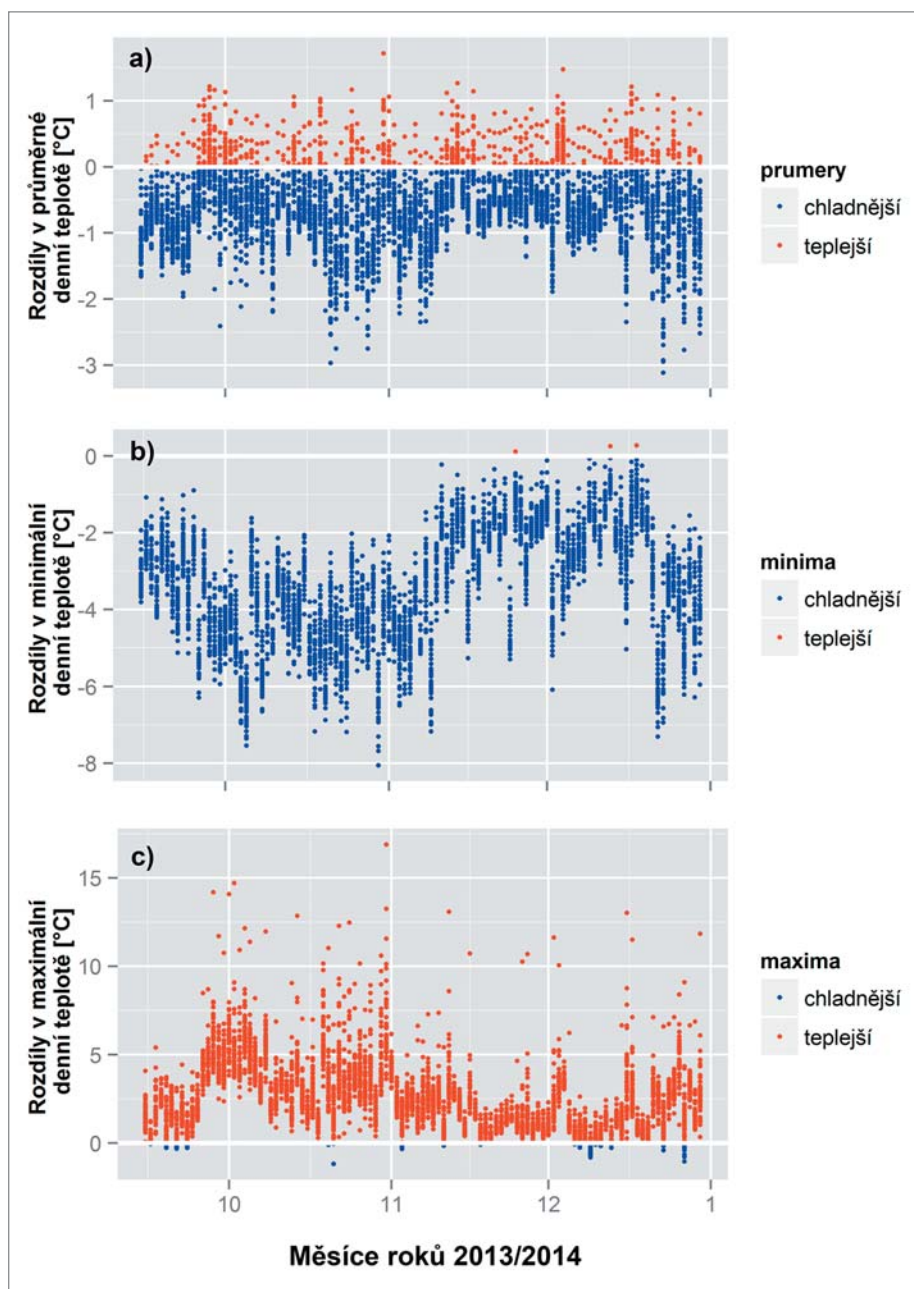 a)
Rozdíly v průměrné
denní teplotě [°C]
1
0
-1
-2
-3
prumery
chladnější
teplejší
b)
Rozdíly v minimální
denní teplotě [°C]
0
-2
-4
-6
-8
minima
chladnější
teplejší
c)
Rozdíly v maximální
denní teplotě [°C]
15
10
5
0
maxima
chladnější
teplejší
10
11
12
1
Měsíce roků 2013/2014